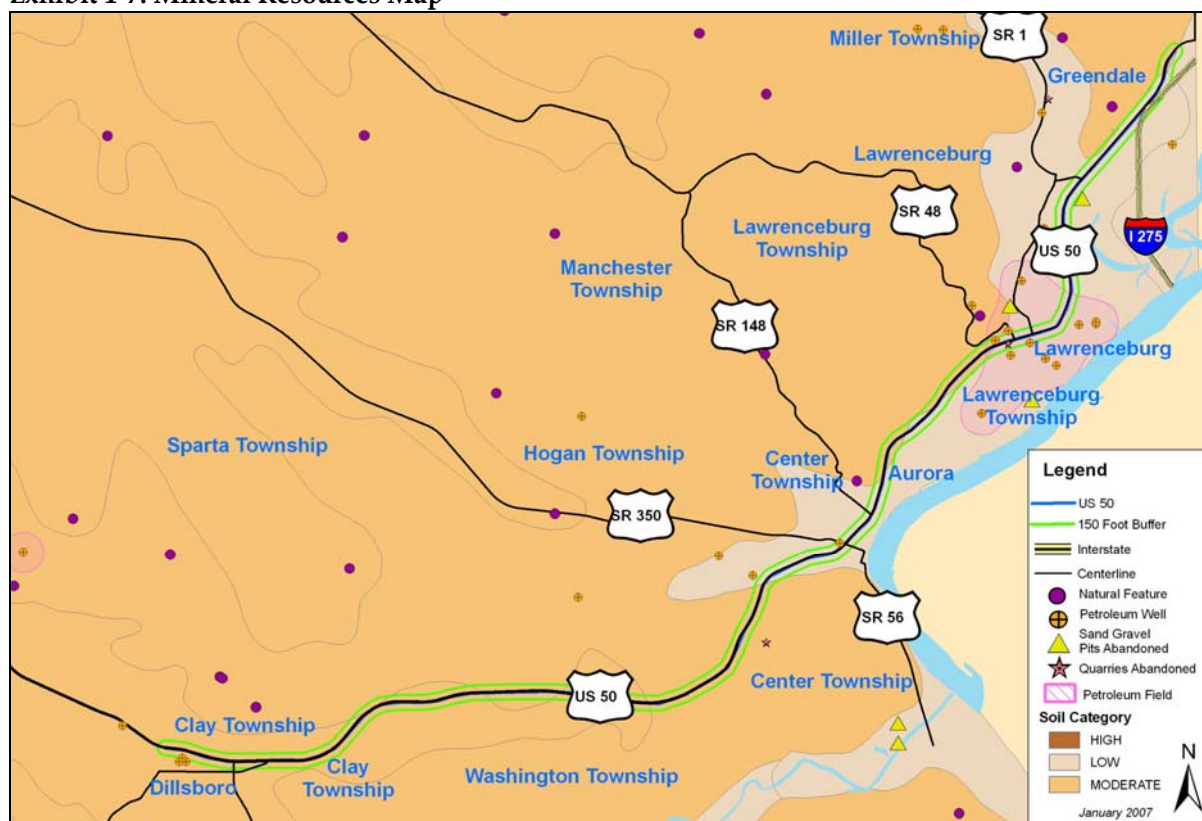 Exhibit 1-7. Mineral Resources Map
SR 1
Miller Township
Greendale
Lawrenceburg
SR 48
Lawrenceburg
Township
US 50
I 275
Manchester
Township
SR 148
Lawrenceburg
Lawrenceburg
Township
Sparta Township
Hogan Township
Center
Township
Aurora
SR 350
SR 56
US 50
Center Township
Clay Township
Clay
Township
Washington Township
Dillsboro
Legend
US 50
150 Foot Buffer
Interstate
Centerline
Natural Feature
Petroleum Well
Sand Gravel
Pits Abandoned
Quarries Abandoned
Petroleum Field
Soil Category
HIGH
LOW
MODERATE
N
January 2007